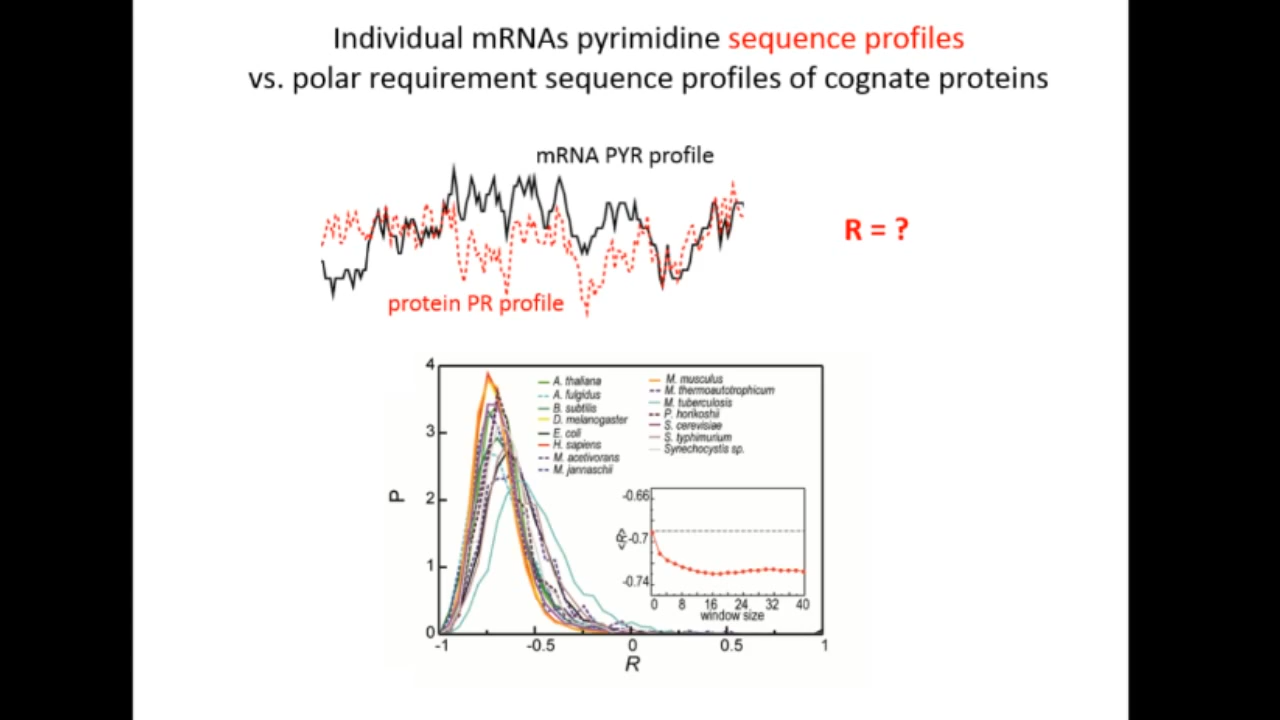 Individual mRNAs pyrimidine sequence profiles
vs. polar requirement sequence profiles of cognate proteins
mRNA PYR profile
R = ?
protein PR profile
4
3
2
1
0
P
A. thaliana
A. fulgidus
B. subtilis
D. melanogaster
E. coli
H. sapiens
M. acetivorans
M. jannaschii
M. musculus
M. thermoautotrophicum
M. tuberculosis
P. horikoshii
S. cerevisiae
S. typhimurium
Synechocystis sp.
-0.66
-0.7
-0.74
<R>
0 8 16 24 32 40
window size
-1 -0.5 0 0.5 1
R